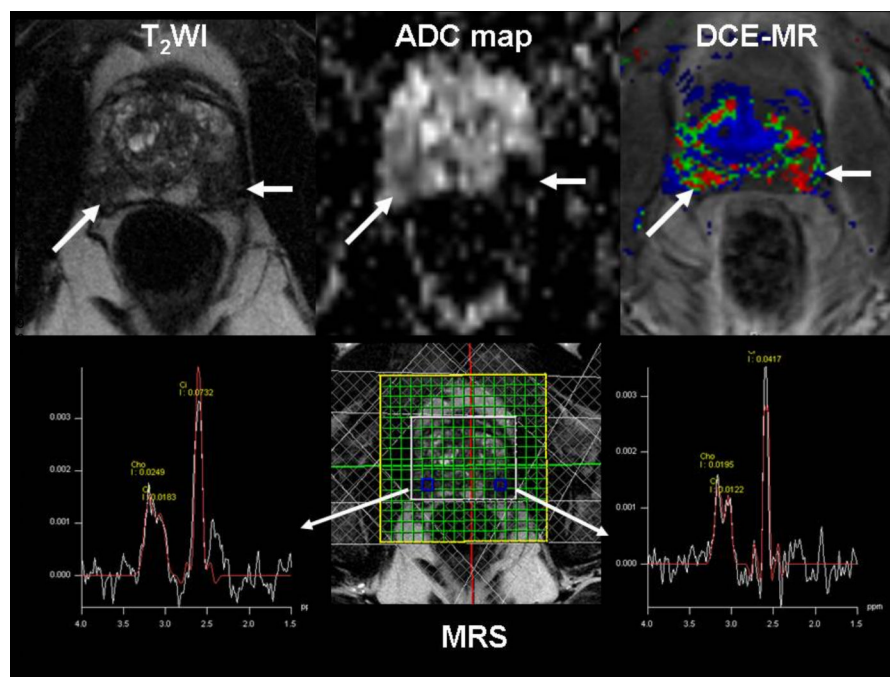 T2WI
ADC map
DCE-MR
Ci
I : 0.0732
Cho
I : 0.0249
I : 0.0183
0.003
0.002
0.001
0.000
4.0 3.5 3.0 2.5 2.0 1.5
I : 0.0417
Cho
I : 0.0195
I : 0.0122
0.003
0.002
0.001
0.000
ppm
4.0 3.5 3.0 2.5 2.0 1.5
MRS